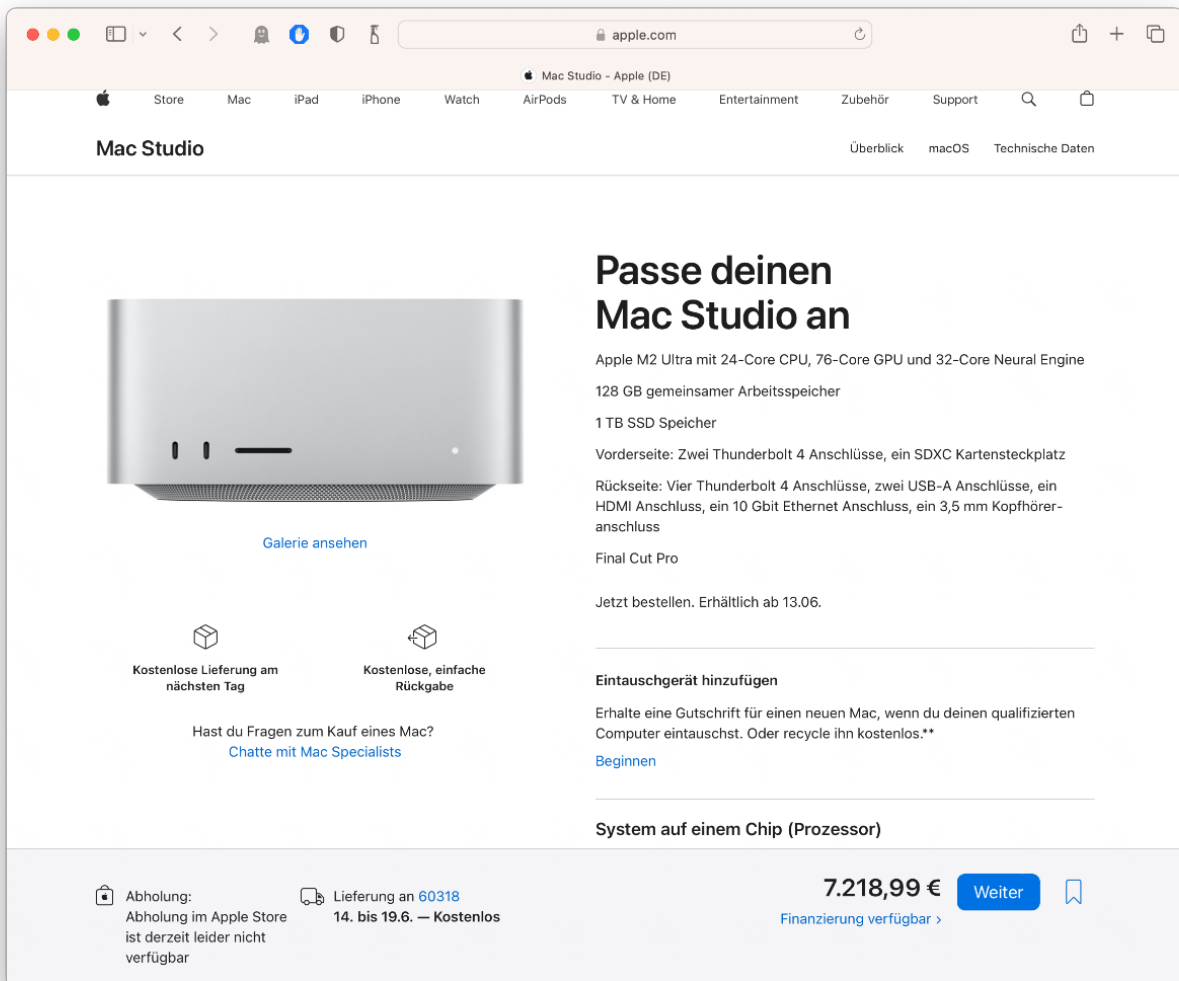 apple.com
Mac Studio - Apple (DE)
Store Mac iPad iPhone Watch AirPods TV & Home Entertainment Zubehör Support
Mac Studio
Überblick macOS Technische Daten
Passe deinen
Mac Studio an
Apple M2 Ultra mit 24-Core CPU, 76-Core GPU und 32-Core Neural Engine
128 GB gemeinsamer Arbeitsspeicher
1 TB SSD Speicher
Vorderseite: Zwei Thunderbolt 4 Anschlüsse, ein SDXC Kartensteckplatz
Rückseite: Vier Thunderbolt 4 Anschlüsse, zwei USB-A Anschlüsse, ein
HDMI Anschluss, ein 10 Gbit Ethernet Anschluss, ein 3,5 mm Kopfhörer-
anschluss
Final Cut Pro
Jetzt bestellen. Erhältlich ab 13.06.
Galerie ansehen
Kostenlose Lieferung am
nächsten Tag
Kostenlose, einfache
Rückgabe
Hast du Fragen zum Kauf eines Mac?
Chatte mit Mac Specialists
Eintauschgerät hinzufügen
Erhalte eine Gutschrift für einen neuen Mac, wenn du deinen qualifizierten
Computer eintauschst. Oder recycle ihn kostenlos.**
Beginnen
System auf einem Chip (Prozessor)
Abholung:
Abholung im Apple Store
ist derzeit leider nicht
verfügbar
Lieferung an 60318
14. bis 19.6. — Kostenlos
7.218,99 €
Finanzierung verfügbar >
Weiter